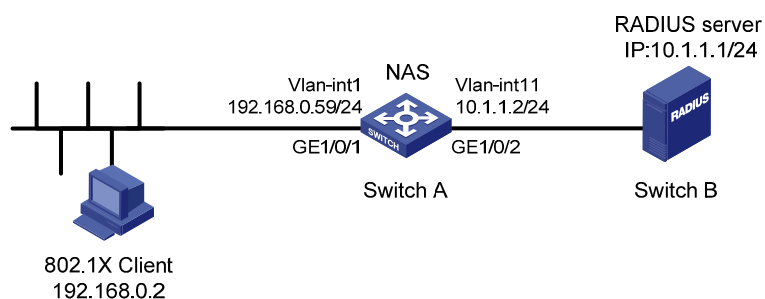 RADIUS server
IP:10.1.1.1/24
NAS
Vlan-int1
192.168.0.59/24
Vlan-int11
10.1.1.2/24
RADIUS
SWITCH
GE1/0/1
GE1/0/2
Switch A
Switch B
802.1X Client
192.168.0.2